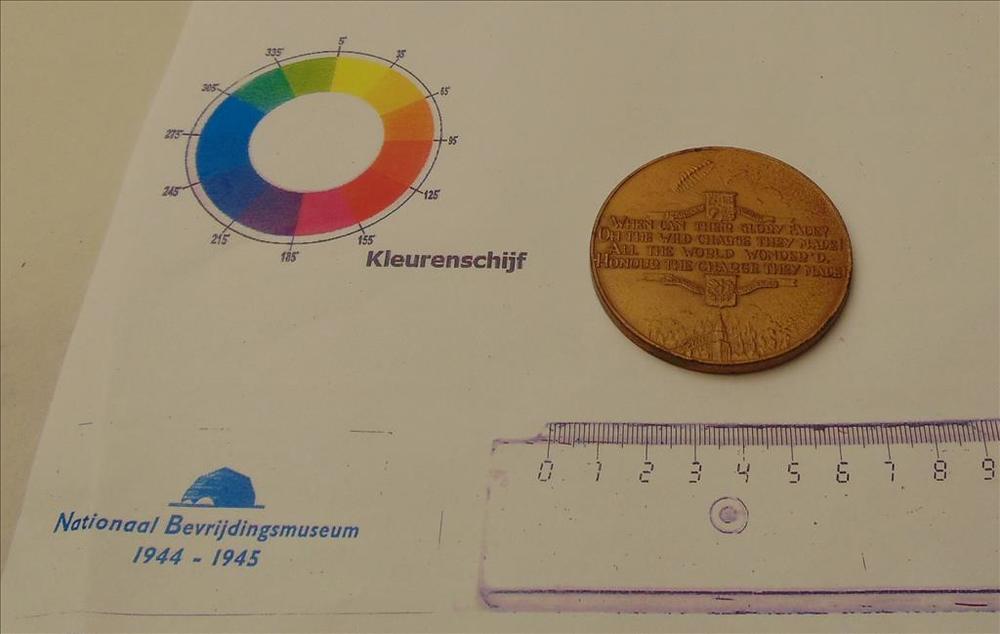 5°
35°
65°
95°
125°
155°
185°
215°
245°
275°
305°
335°
Kleurenschijf
WHEN CAN THEIR GLORY FADE?
OH THE WILD CHARGE THEY MADE!
ALL THE WORLD WONDER'D.
HONOUR THE CHARGE THEY MADE!
0 1 2 3 4 5 6 7 8 9
Nationaal Bevrijdingsmuseum
1944 - 1945